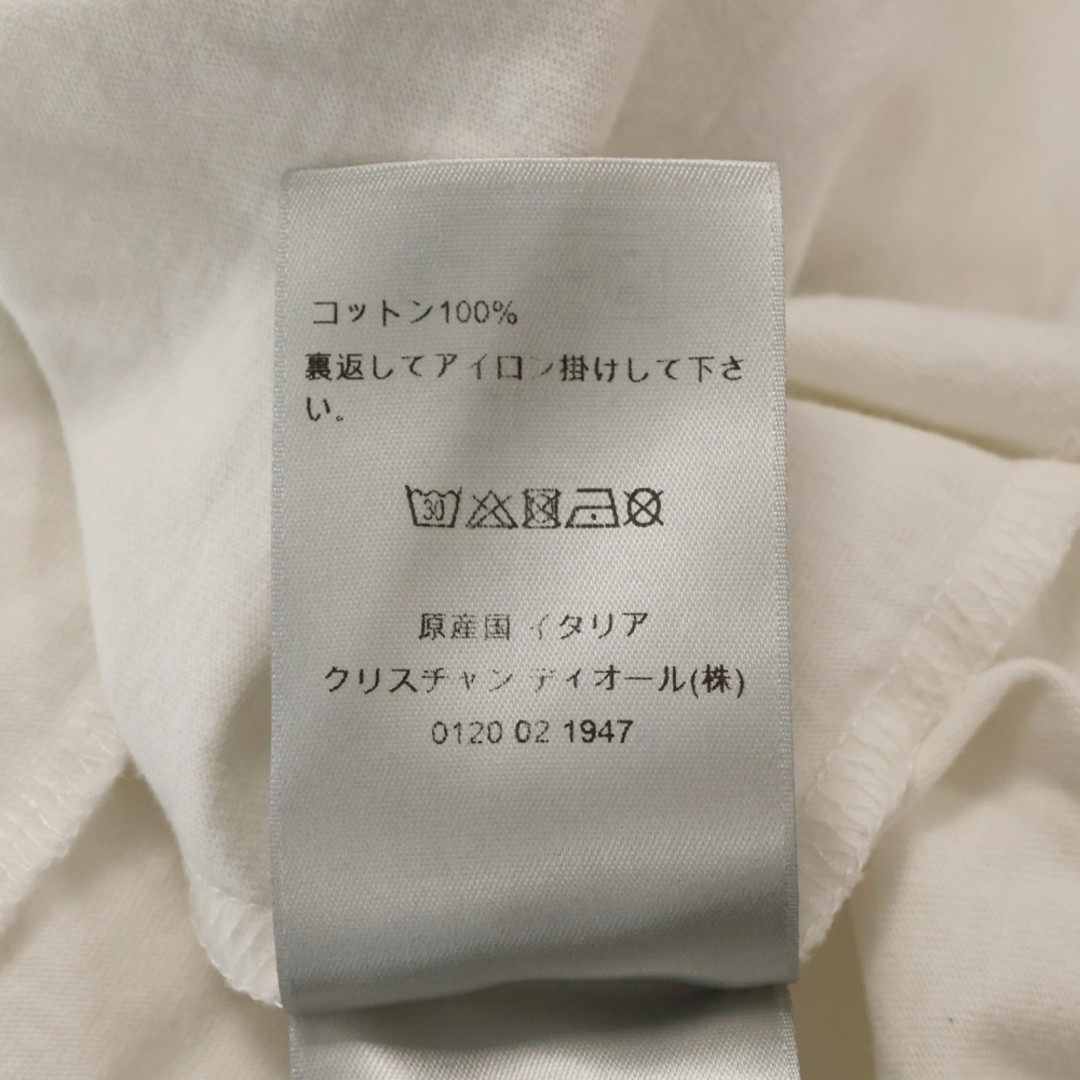 コットン100%
裏返してアイロン掛けして下さ
い。
30
原産国 イタリア
クリスチャン ディオール(株)
0120 02 1947